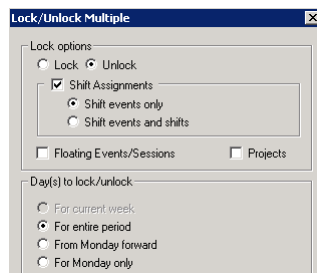 Lock/Unlock Multiple
Lock options
Lock Unlock
Shift Assignments
Shift events only
Shift events and shifts
Floating Events/Sessions Projects
Day(s) to lock/unlock
For current week
For entire period
From Monday forward
For Monday only